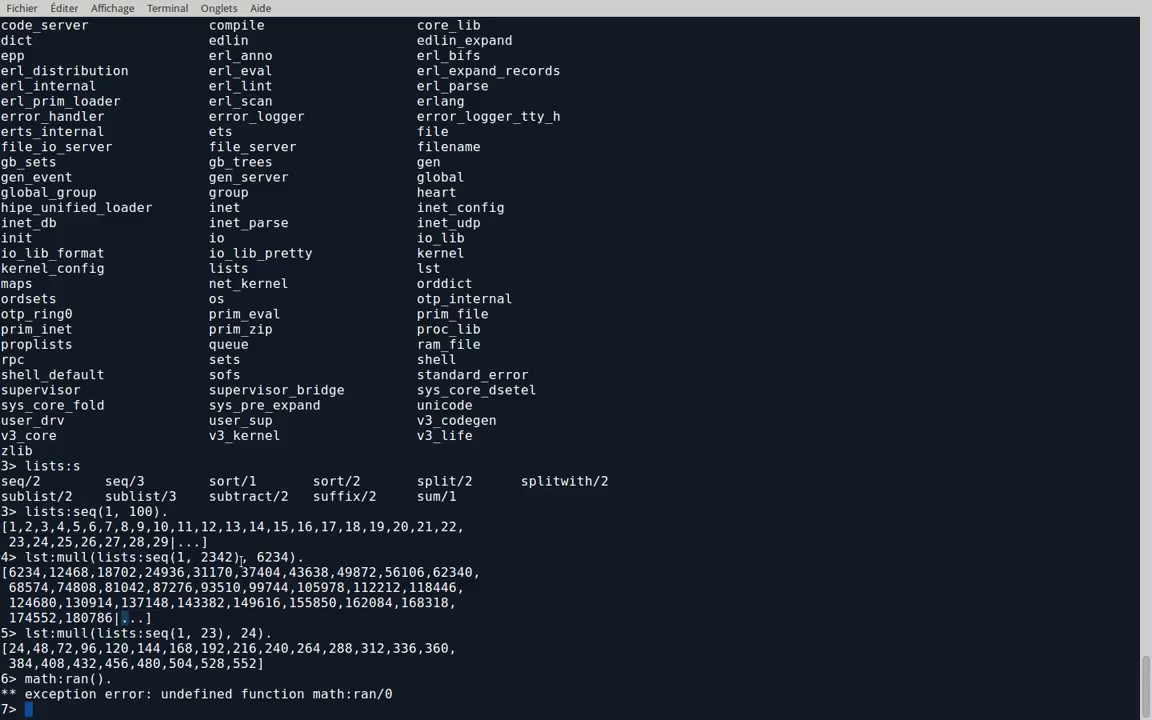 Fichier Éditer Affichage Terminal Onglets Aide
code_server compile core_lib
dict edlin edlin_expand
epp erl_anno erl_bifs
erl_distribution erl_eval erl_expand_records
erl_internal erl_lint erl_parse
erl_prim_loader erl_scan erlang
error_handler error_logger error_logger_tty_h
erts_internal ets file
file_io_server file_server filename
gb_sets gb_trees gen
gen_event gen_server global
global_group group heart
hipe_unified_loader inet inet_config
inet_db inet_parse inet_udp
init io io_lib
io_lib_format io_lib_pretty kernel
kernel_config lists lst
maps net_kernel orddict
ordsets os otp_internal
otp_ring0 prim_eval prim_file
prim_inet prim_zip proc_lib
proplists queue ram_file
rpc sets shell
shell_default sofs standard_error
supervisor supervisor_bridge sys_core_dsetel
sys_core_fold sys_pre_expand unicode
user_drv user_sup v3_codegen
v3_core v3_kernel v3_life
zlib
3> lists:s
seq/2 seq/3 sort/1 sort/2 split/2 splitwith/2
sublist/2 sublist/3 subtract/2 suffix/2 sum/1
3> lists:seq(1, 100).
[1,2,3,4,5,6,7,8,9,10,11,12,13,14,15,16,17,18,19,20,21,22,
23,24,25,26,27,28,29|...]
4> lst:mull(lists:seq(1, 2342), 6234).
[6234,12468,18702,24936,31170,37404,43638,49872,56106,62340,
68574,74808,81042,87276,93510,99744,105978,112212,118446,
124680,130914,137148,143382,149616,155850,162084,168318,
174552,180786|...]
5> lst:mull(lists:seq(1, 23), 24).
[24,48,72,96,120,144,168,192,216,240,264,288,312,336,360,
384,408,432,456,480,504,528,552]
6> math:ran().
** exception error: undefined function math:ran/0
7>